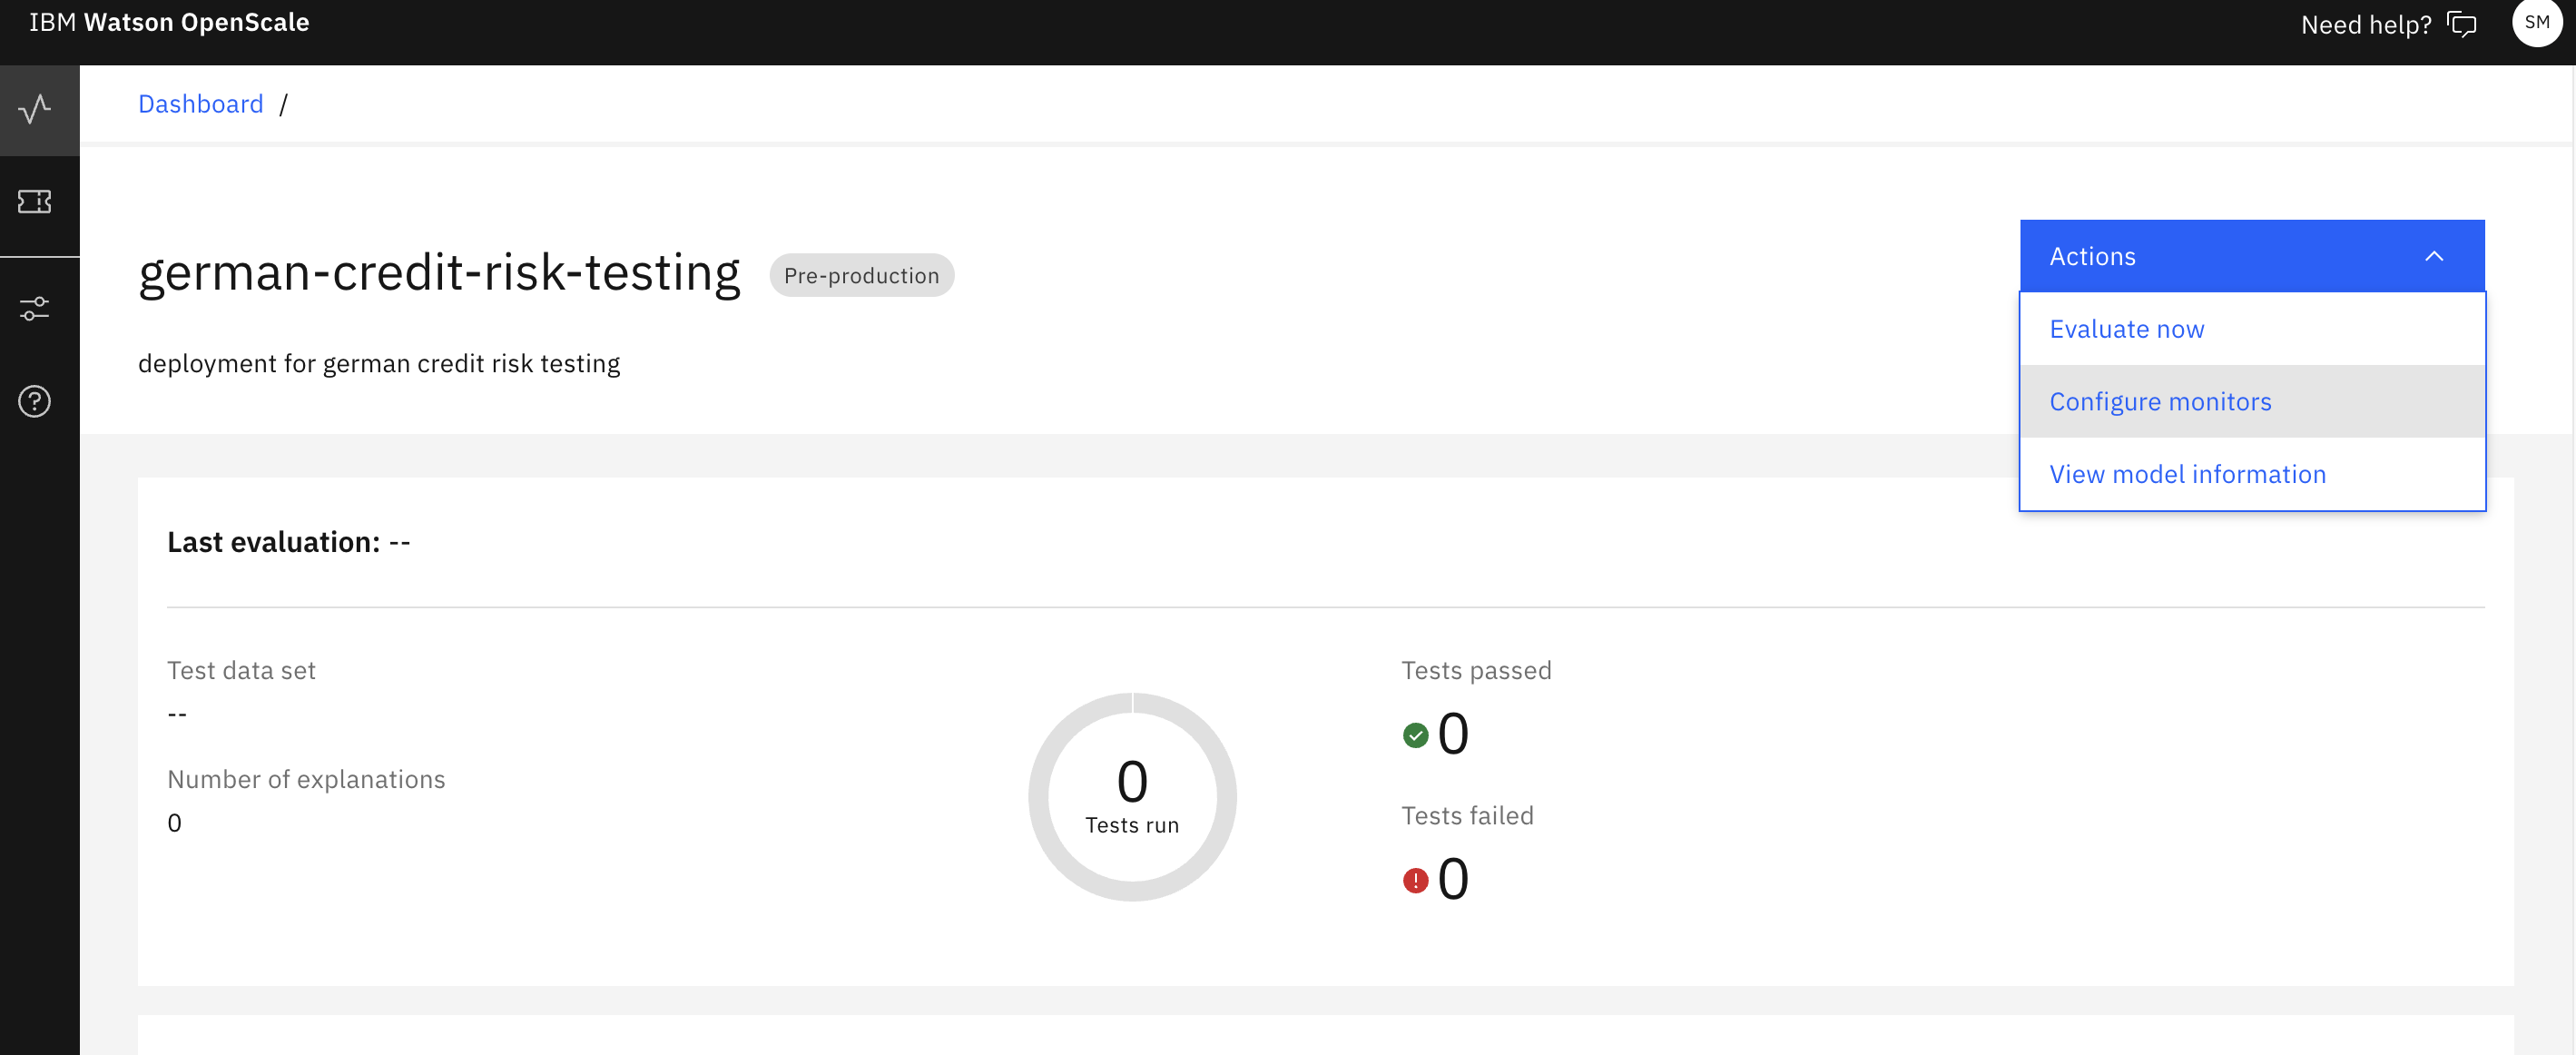 IBM Watson OpenScale
Need help?
SM
Dashboard /
german-credit-risk-testing
Pre-production
deployment for german credit risk testing
Actions
Evaluate now
Configure monitors
View model information
Last evaluation: --
Test data set
--
Number of explanations
0
0
Tests run
Tests passed
0
Tests failed
0